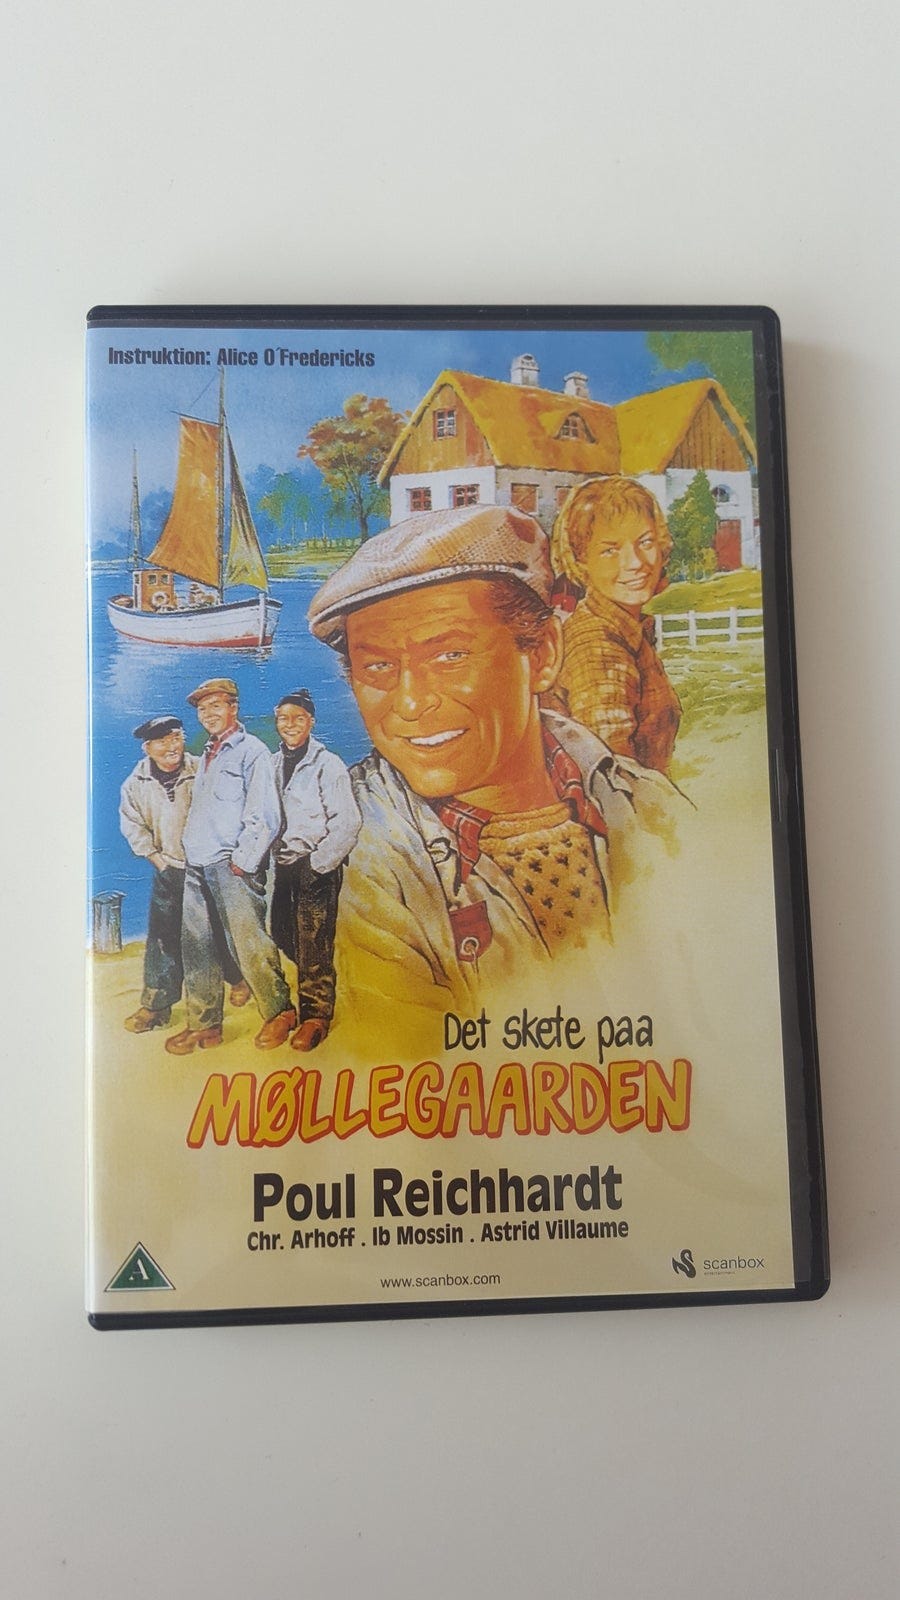 Instruktion: Alice O´Fredericks
Det skete paa
MØLLEGAARDEN
Poul Reichhardt
Chr. Arhoff . Ib Mossin . Astrid Villaume
A
www.scanbox.com
scanbox